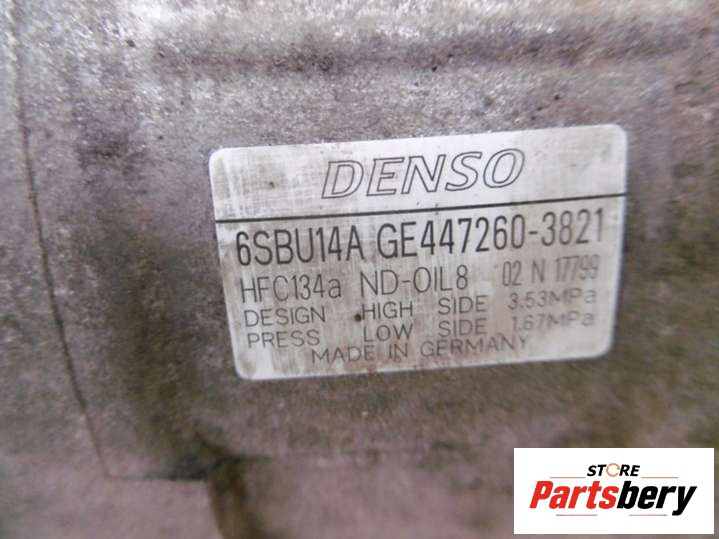 DENSO
6SBU14A GE447260-3821
HFC134a ND-OIL8 02 N 17799
DESIGN HIGH SIDE 3.53MPa
PRESS LOW SIDE 1.67MPa
MADE IN GERMANY
STORE
Partsbery